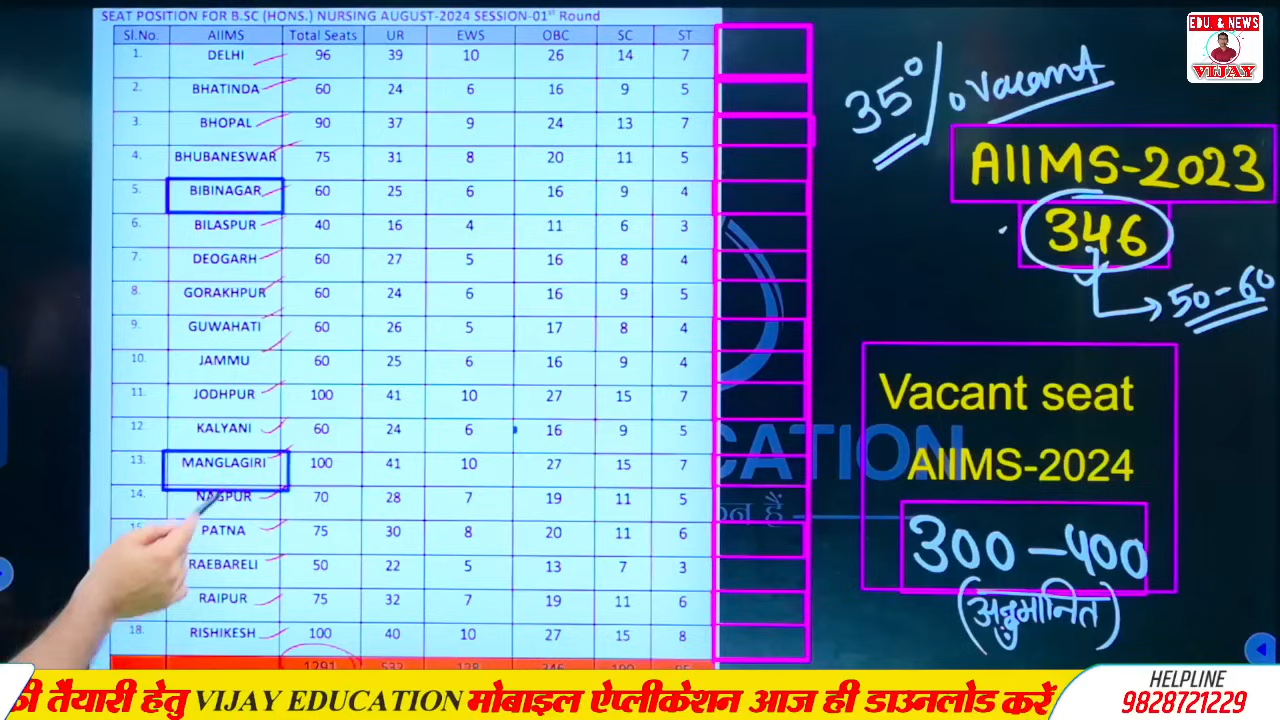 SEAT POSITION FOR B.SC (HONS.) NURSING AUGUST-2024 SESSION-01st Round
Sl.No. AIIMS Total Seats UR EWS OBC SC ST
1. DELHI 96 39 10 26 14 7
2. BHATINDA 60 24 6 16 9 5
3. BHOPAL 90 37 9 24 13 7
4. BHUBANESWAR 75 31 8 20 11 5
5. BIBINAGAR 60 25 6 16 9 4
6. BILASPUR 40 16 4 11 6 3
7. DEOGARH 60 27 5 16 8 4
8. GORAKHPUR 60 24 6 16 9 5
9. GUWAHATI 60 26 5 17 8 4
10. JAMMU 60 25 6 16 9 4
11. JODHPUR 100 41 10 27 15 7
12. KALYANI 60 24 6 16 9 5
13. MANGLAGIRI 100 41 10 27 15 7
14. NAGPUR 70 28 7 19 11 5
PATNA 75 30 8 20 11 6
RAEBARELI 50 22 5 13 7 3
RAIPUR 75 32 7 19 11 6
18. RISHIKESH 100 40 10 27 15 8
1291 532 128 346
EDU & NEWS
VIJAY
35% vacant
AIIMS-2023
346
50-60
Vacant seat
AIIMS-2024
300-400
(अनुमानित)
CATION
की तैयारी हेतु VIJAY EDUCATION मोबाइल ऐप्लीकेशन आज ही डाउनलोड करें
HELPLINE
9828721229